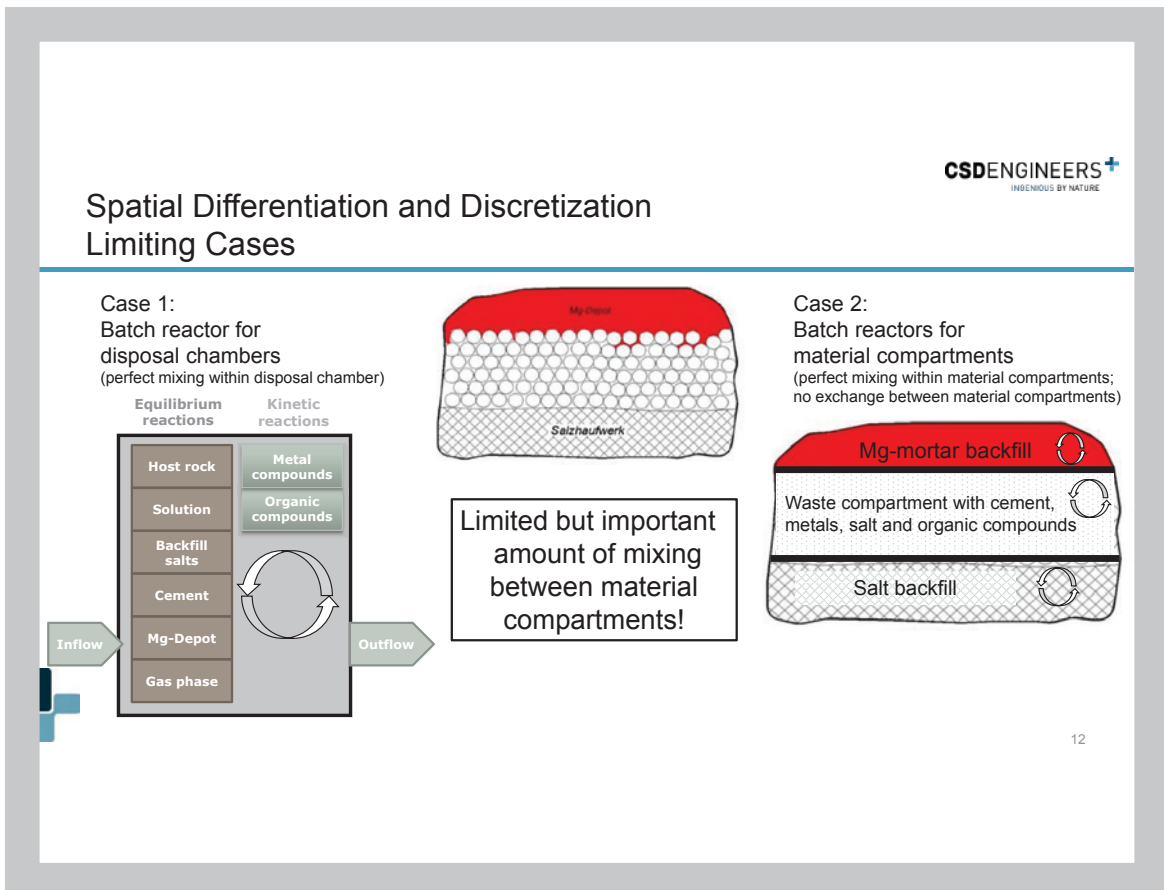 CSDENGINEERS
INGENIOUS BY NATURE
Spatial Differentiation and Discretization
Limiting Cases
Case 1:
Batch reactor for
disposal chambers
(perfect mixing within disposal chamber)
Equilibrium
reactions
Kinetic
reactions
Host rock
Solution
Backfill
salts
Cement
Mg-Depot
Gas phase
Metal
compounds
Organic
compounds
Inflow
Outflow
Mg-Depot
Salzhaufwerk
Limited but important
amount of mixing
between material
compartments!
Case 2:
Batch reactors for
material compartments
(perfect mixing within material compartments;
no exchange between material compartments)
Mg-mortar backfill
Waste compartment with cement,
metals, salt and organic compounds
Salt backfill
12